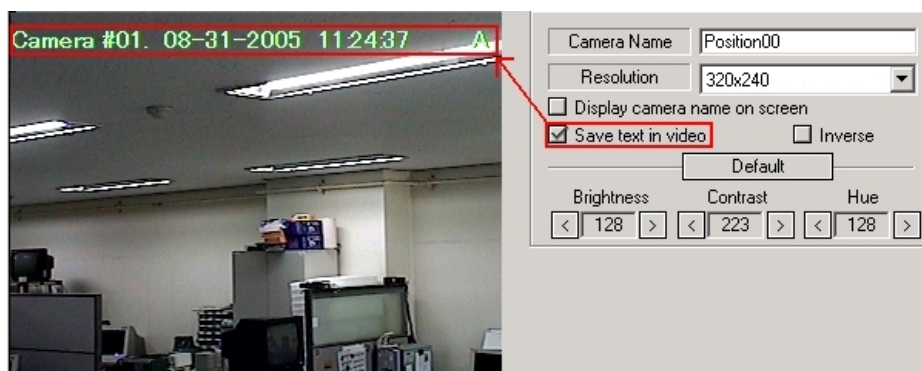 Camera #01. 08-31-2005 11:24:37 A
Camera Name Position00
Resolution 320x240
Display camera name on screen
Save text in video Inverse
Default
Brightness Contrast Hue
< 128 > < 223 > < 128 >